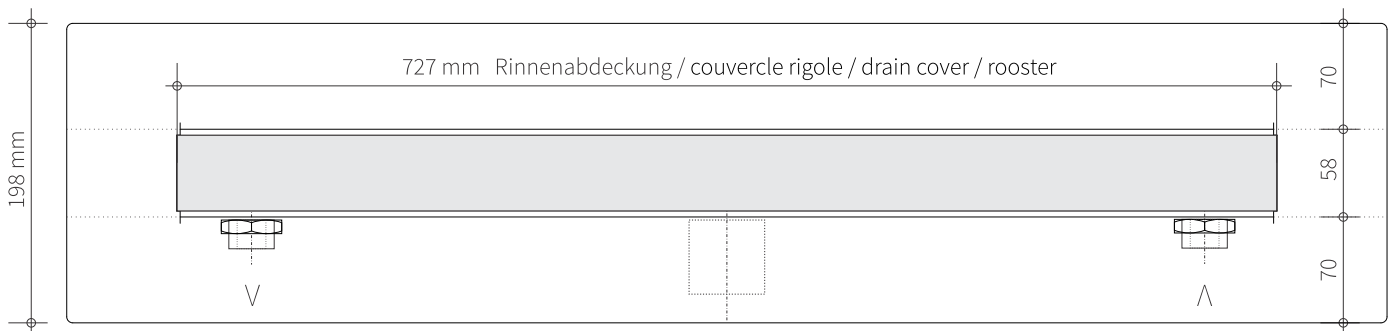 727 mm Rinnenabdeckung / couvercle rigole / drain cover / rooster
70
198 mm
58
70